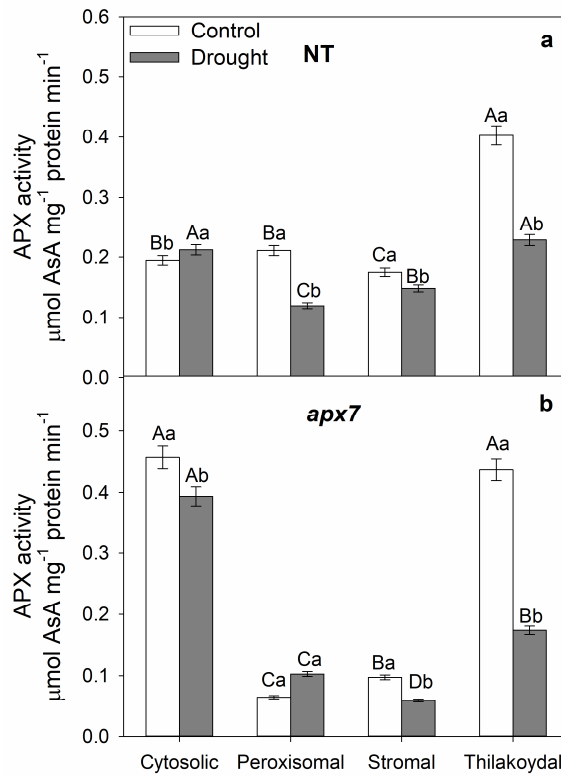 0.6
Control
Drought
NT
a
0.5
0.4
0.3
0.2
0.1
0.0
APX activity
μmol AsA mg⁻¹ protein min⁻¹
Bb
Aa
Ba
Cb
Ca
Bb
Aa
Ab
apx7
b
0.5
0.4
0.3
0.2
0.1
0.0
APX activity
μmol AsA mg⁻¹ protein min⁻¹
Aa
Ab
Ca
Ca
Ba
Db
Aa
Bb
Cytosolic Peroxisomal Stromal Thilakoydal